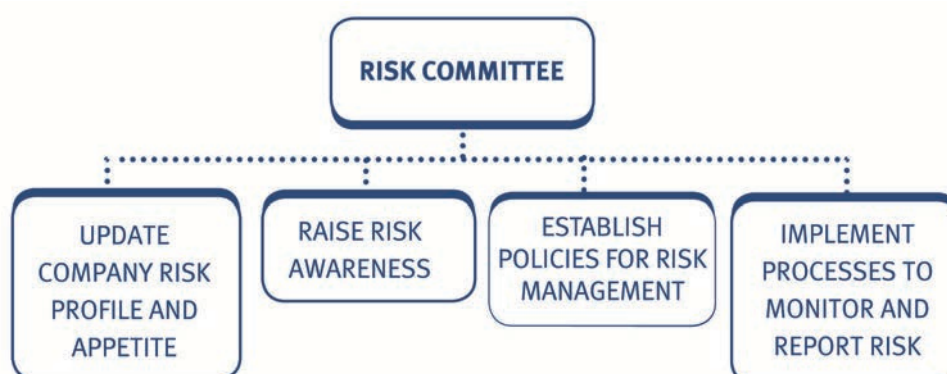 RISK COMMITTEE
UPDATE
COMPANY RISK
PROFILE AND
APPETITE
RAISE RISK
AWARENESS
ESTABLISH
POLICIES FOR RISK
MANAGEMENT
IMPLEMENT
PROCESSES TO
MONITOR AND
REPORT RISK